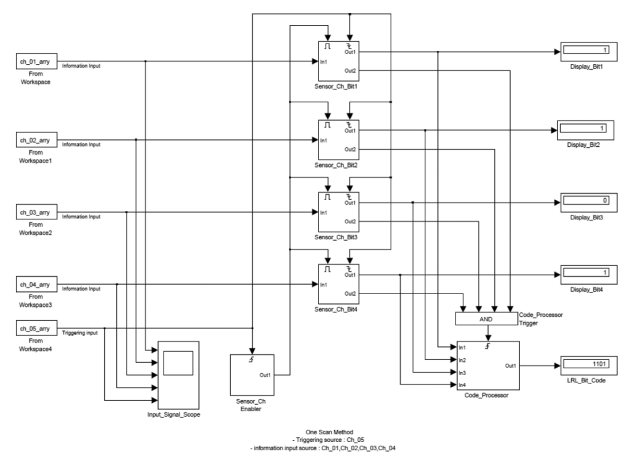 ch_01_arry
From
Workspace
Information Input
In1
Out1
Out2
Sensor_Ch_Bit1
1
Display_Bit1
ch_02_arry
From
Workspace1
Information Input
In1
Out1
Out2
Sensor_Ch_Bit2
1
Display_Bit2
ch_03_arry
From
Workspace2
Information Input
In1
Out1
Out2
Sensor_Ch_Bit3
0
Display_Bit3
ch_04_arry
From
Workspace3
Information Input
In1
Out1
Out2
Sensor_Ch_Bit4
1
Display_Bit4
ch_05_arry
From
Workspace4
Triggering input
Input_Signal_Scope
Out1
Sensor_Ch
Enabler
AND
Code_Processor
Trigger
In1
In2
In3
In4
Out1
Code_Processor
1101
LRL_Bit_Code
One Scan Method
- Triggering source : Ch_05
- information input source : Ch_01,Ch_02,Ch_03,Ch_04